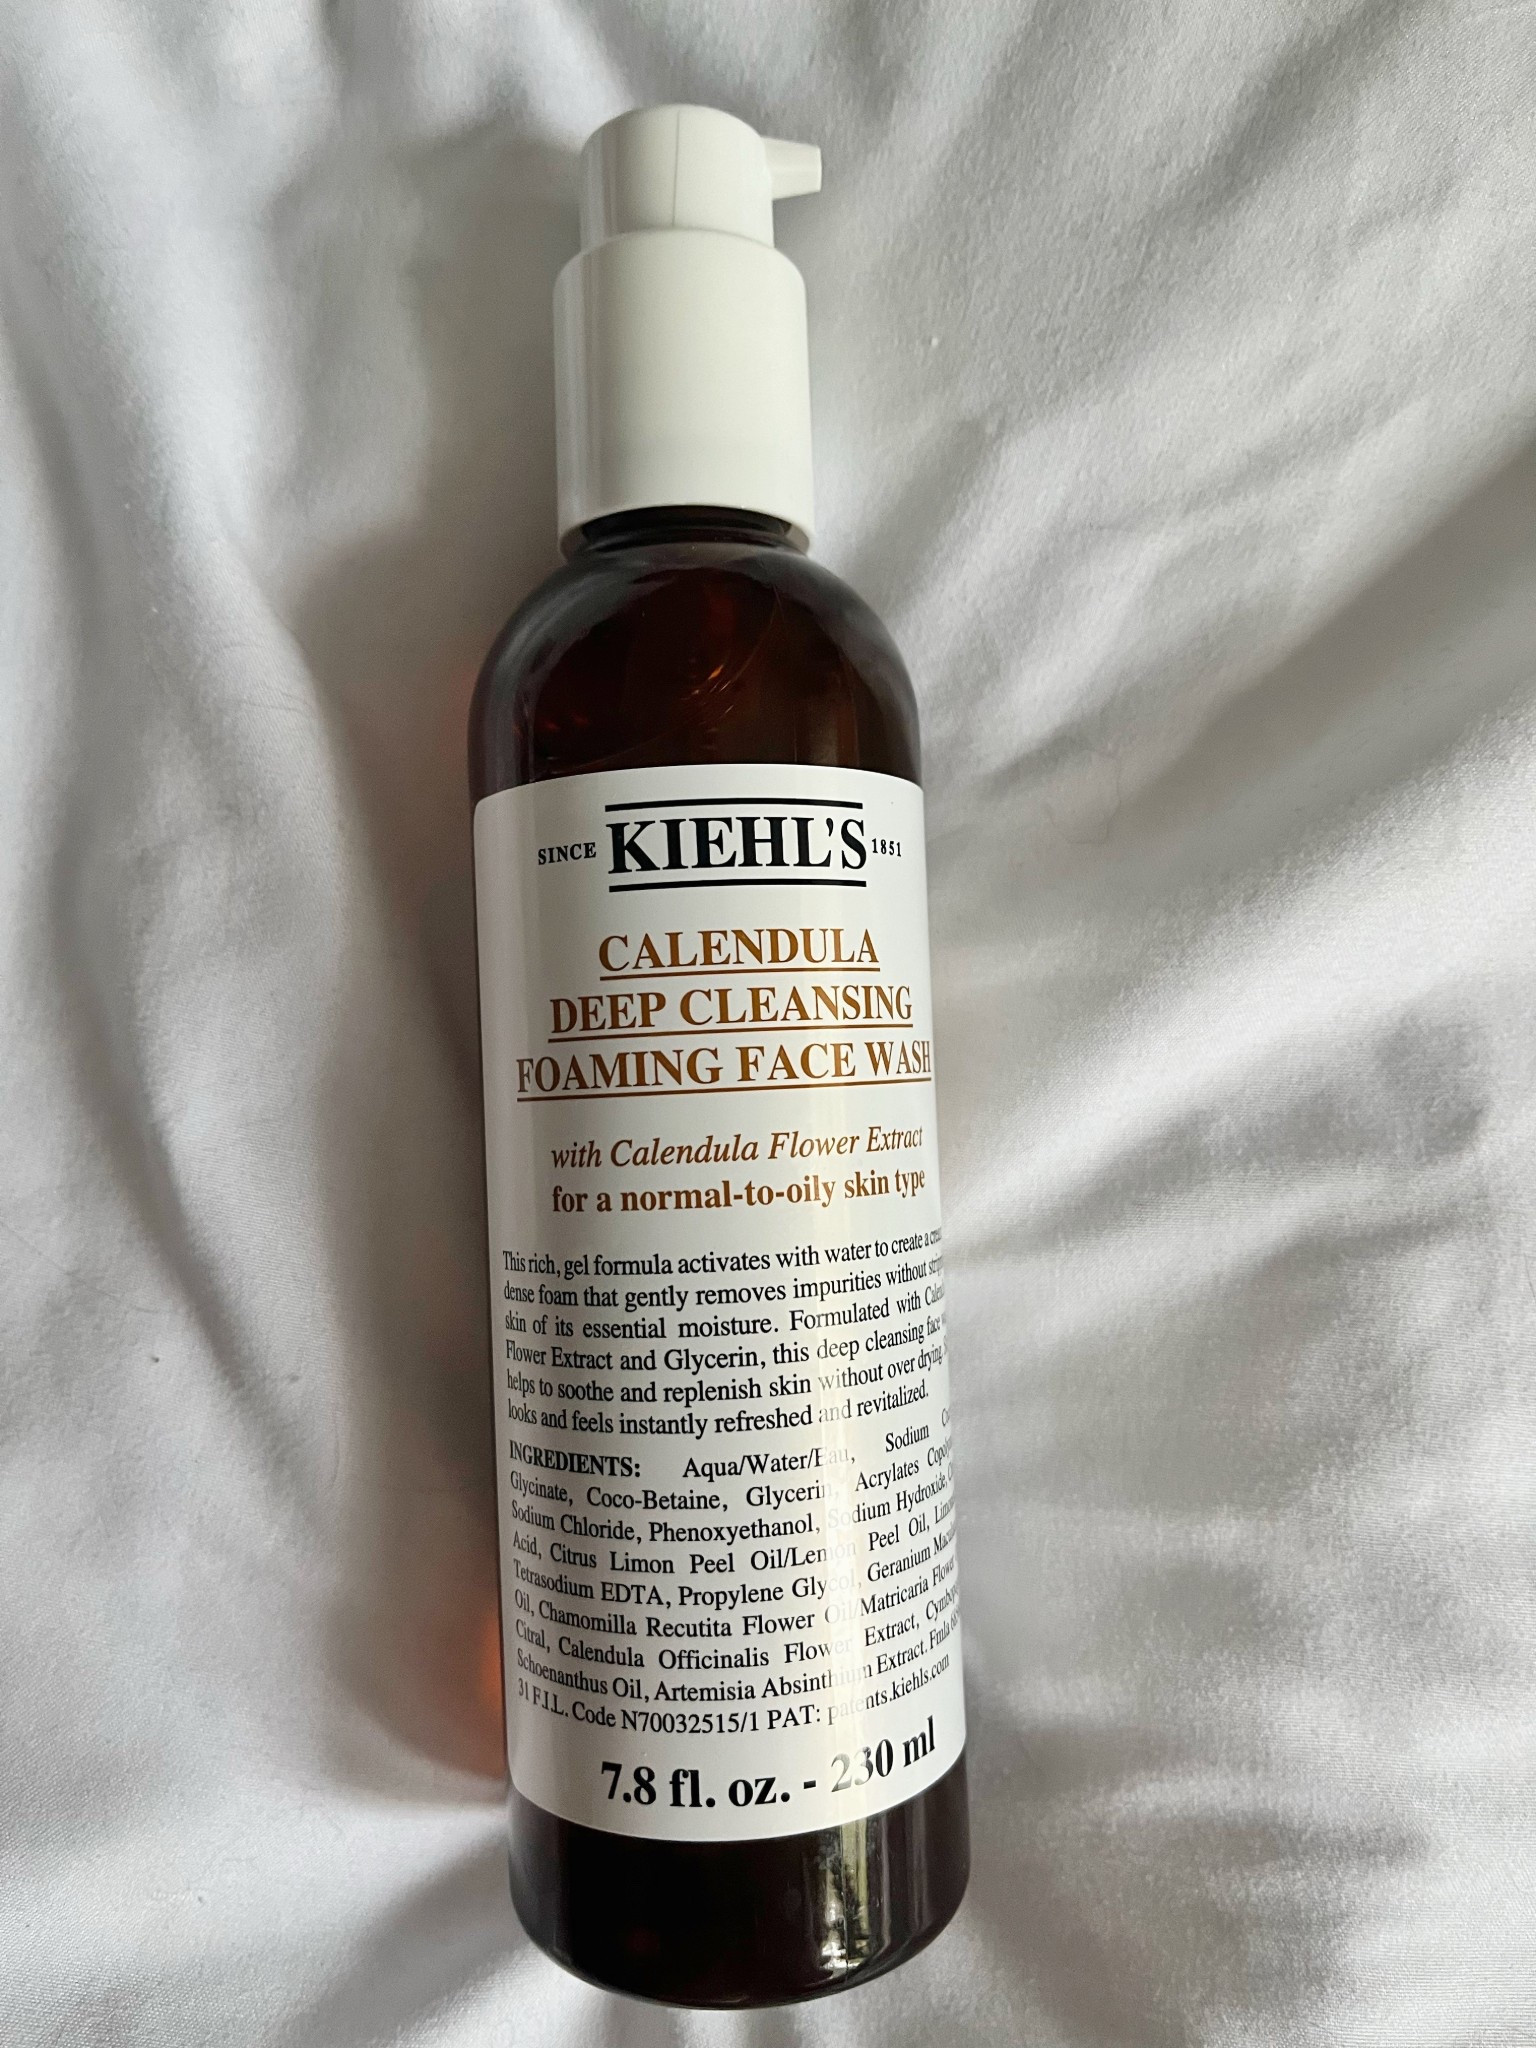 SINCE KIEHL'S 1851
CALENDULA
DEEP CLEANSING
FOAMING FACE WASH
with Calendula Flower Extract
for a normal-to-oily skin type
This rich, gel formula activates with water to create a
dense foam that gently removes impurities without
skin of its essential moisture. Formulated with
Flower Extract and Glycerin, this deep cleansing face
helps to soothe and replenish skin without over drying.
looks and feels instantly refreshed and revitalized.
INGREDIENTS: Aqua/Water/Eau, Sodium
Glycinate, Coco-Betaine, Glycerin, Acrylates
Sodium Chloride, Phenoxyethanol, Sodium Hydroxide,
Acid, Citrus Limon Peel Oil/Lemon Peel Oil,
Tetrasodium EDTA, Propylene Glycol, Geranium
Oil, Chamomilla Recutita Flower Oil/Matricaria Flower
Citral, Calendula Officinalis Flower Extract,
Schoenanthus Oil, Artemisia Absinthium Extract. Fmla
31 F.I.L. Code N70032515/1 PAT: patents.kiehls.com
7.8 fl. oz. - 230 ml